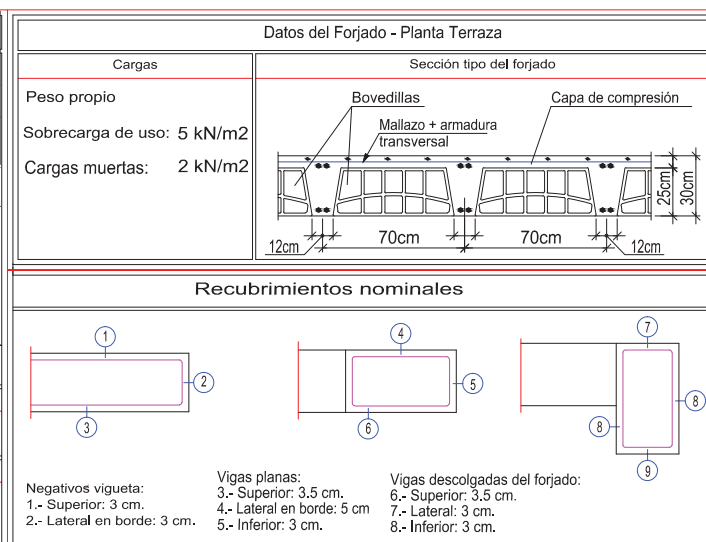 Datos del Forjado - Planta Terraza
Cargas
Sección tipo del forjado
Peso propio
Sobrecarga de uso: 5 kN/m2
Cargas muertas: 2 kN/m2
Bovedillas
Capa de compresión
Mallazo + armadura
transversal
25cm
30cm
12cm
70cm
70cm
12cm
Recubrimientos nominales
1
2
3
4
5
6
7
8
8
9
Negativos vigueta:
1.- Superior: 3 cm.
2.- Lateral en borde: 3 cm.
Vigas planas:
3.- Superior: 3.5 cm.
4.- Lateral en borde: 5 cm
5.- Inferior: 3 cm.
Vigas descolgadas del forjado:
6.- Superior: 3.5 cm.
7.- Lateral: 3 cm.
8.- Inferior: 3 cm.